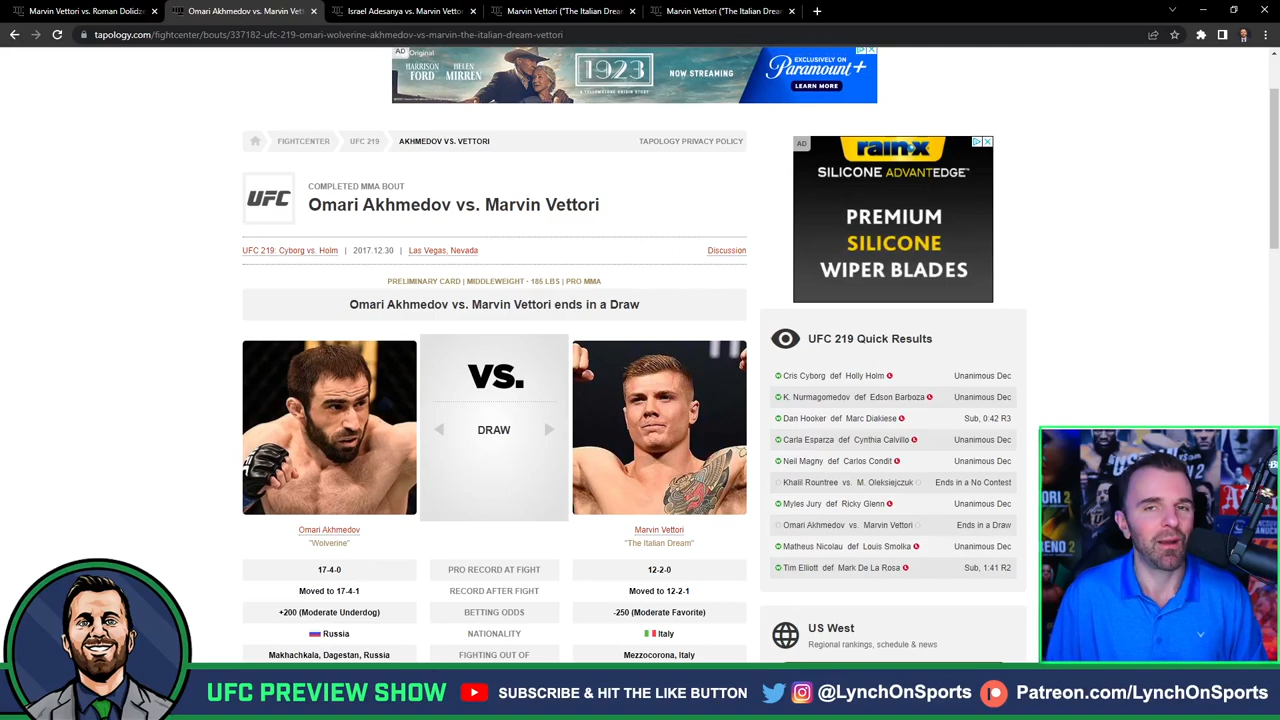 Marvin Vettori vs. Roman Dolidz
Omari Akhmedov vs. Marvin Vett
Israel Adesanya vs. Marvin Vetto
Marvin Vettori ("The Italian Drea
Marvin Vettori ("The Italian Drea
tapology.com/fightcenter/bouts/337182-ufc-219-omari-wolverine-akhmedov-vs-marvin-the-italian-dream-vettori
AD Original
HARRISON FORD HELEN MIRREN
1923
A YELLOWSTONE ORIGIN STORY
NOW STREAMING
EXCLUSIVELY ON
Paramount+
LEARN MORE
FIGHTCENTER UFC 219 AKHMEDOV VS. VETTORI TAPOLOGY PRIVACY POLICY
AD
rain-x
SILICONE ADVANTEDGE™
PREMIUM
SILICONE
WIPER BLADES
UFC
COMPLETED MMA BOUT
Omari Akhmedov vs. Marvin Vettori
UFC 219: Cyborg vs. Holm | 2017.12.30 | Las Vegas, Nevada Discussion
PRELIMINARY CARD | MIDDLEWEIGHT · 185 LBS | PRO MMA
Omari Akhmedov vs. Marvin Vettori ends in a Draw
VS.
DRAW
Omari Akhmedov Marvin Vettori
"Wolverine" "The Italian Dream"
17-4-0 PRO RECORD AT FIGHT 12-2-0
Moved to 17-4-1 RECORD AFTER FIGHT Moved to 12-2-1
+200 (Moderate Underdog) BETTING ODDS -250 (Moderate Favorite)
Russia NATIONALITY Italy
Makhachkala, Dagestan, Russia FIGHTING OUT OF Mezzocorona, Italy
UFC 219 Quick Results
W Cris Cyborg def Holly Holm L Unanimous Dec
W K. Nurmagomedov def Edson Barboza L Unanimous Dec
W Dan Hooker def Marc Diakiese L Sub, 0:42 R3
W Carla Esparza def Cynthia Calvillo L Unanimous Dec
W Neil Magny def Carlos Condit L Unanimous Dec
Khalil Rountree vs. M. Oleksiejczuk Ends in a No Contest
W Myles Jury def Ricky Glenn L Unanimous Dec
Omari Akhmedov vs. Marvin Vettori Ends in a Draw
W Matheus Nicolau def Louis Smolka L Unanimous Dec
W Tim Elliott def Mark De La Rosa L Sub, 1:41 R2
US West
Regional rankings, schedule & news
UFC PREVIEW SHOW SUBSCRIBE & HIT THE LIKE BUTTON @LynchOnSports Patreon.com/LynchOnSports